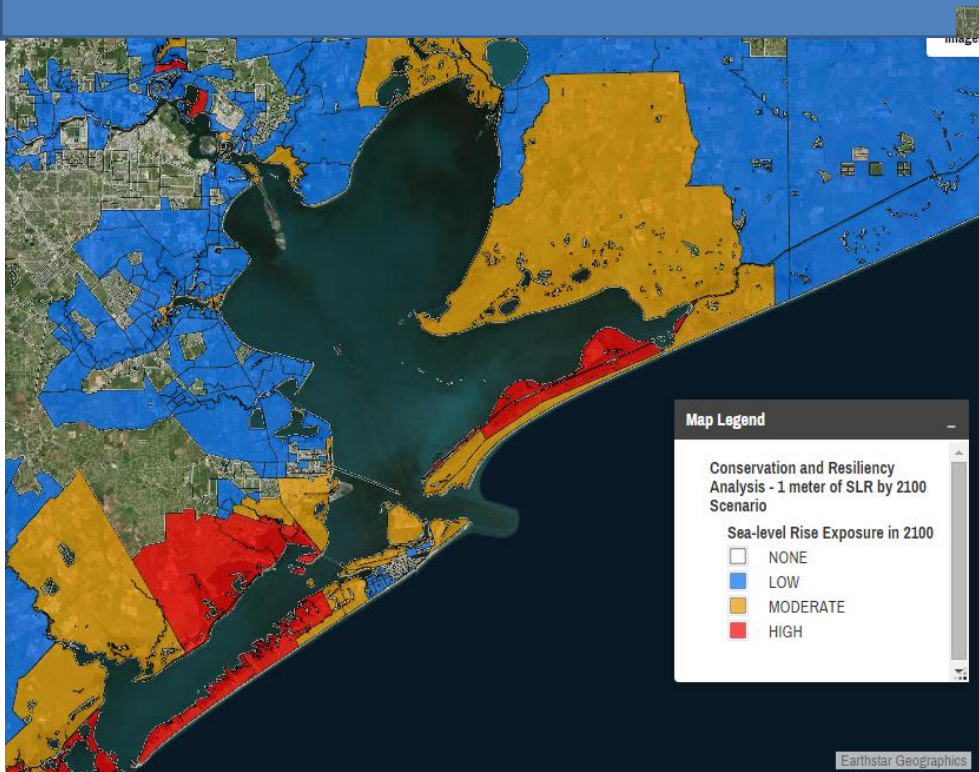 Image
Map Legend
Conservation and Resiliency
Analysis - 1 meter of SLR by 2100
Scenario
Sea-level Rise Exposure in 2100
NONE
LOW
MODERATE
HIGH
Earthstar Geographics